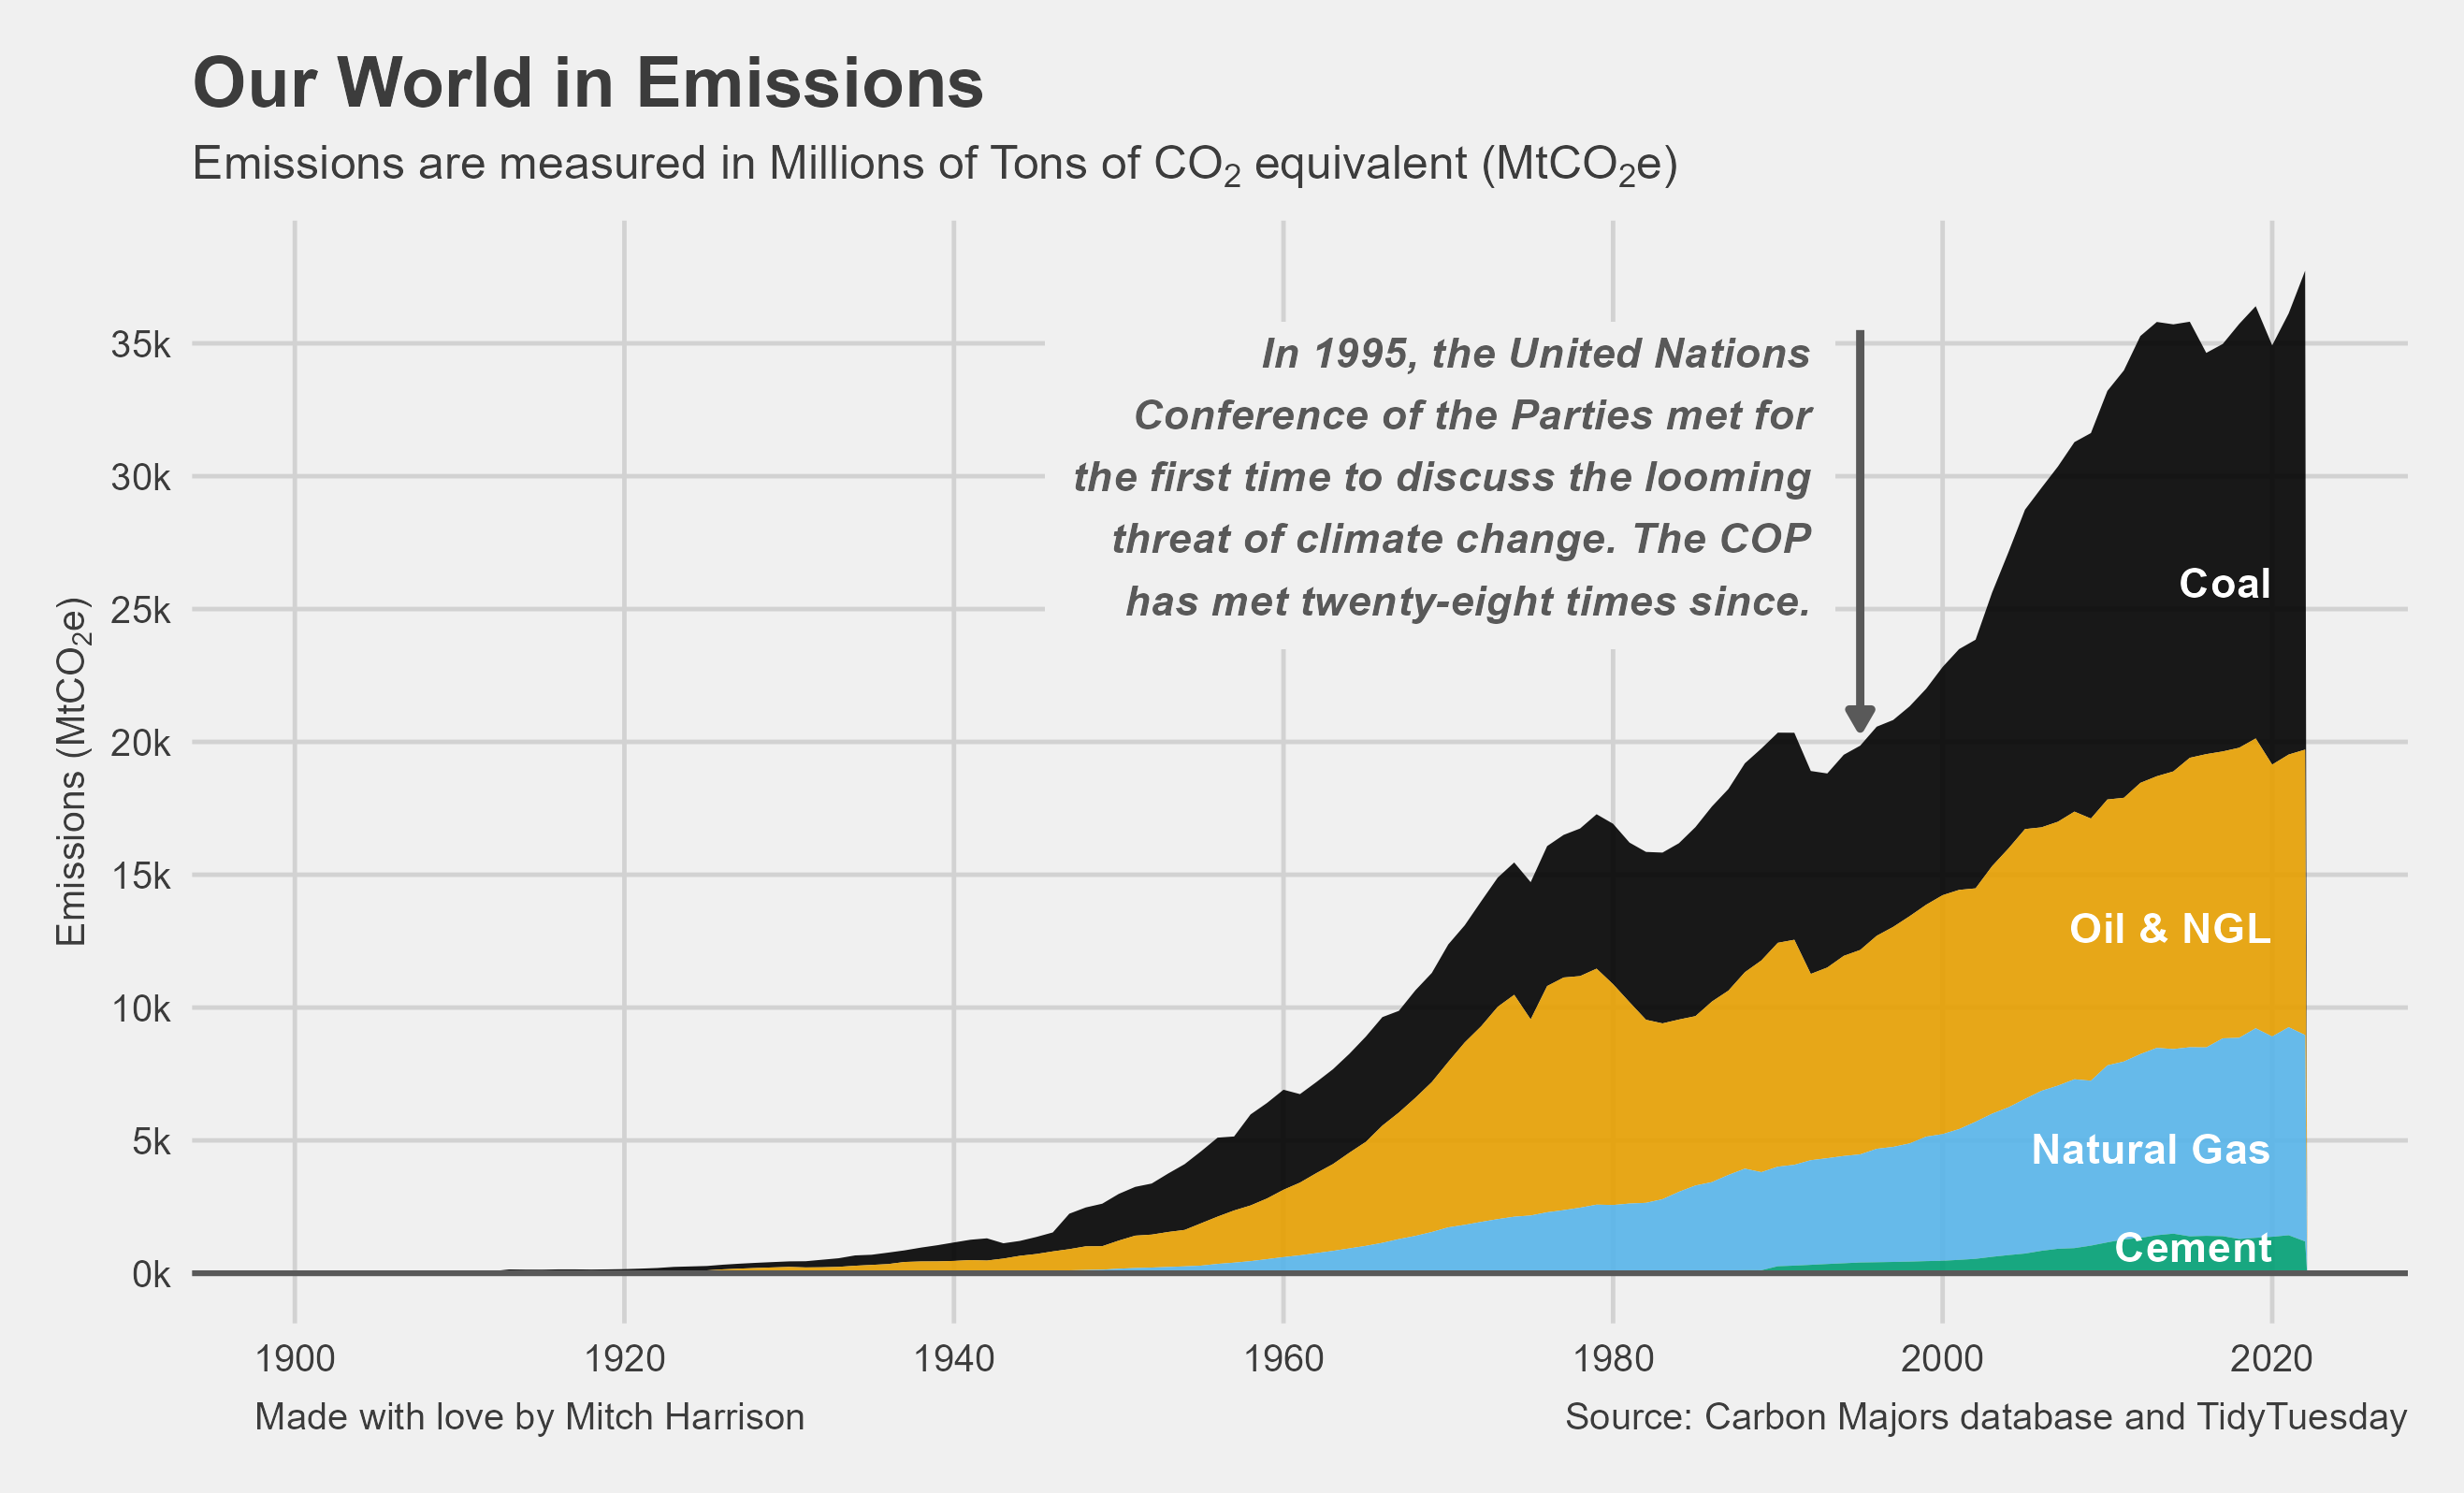 Our World in Emissions
Emissions are measured in Millions of Tons of CO₂ equivalent (MtCO₂e)
Emissions (MtCO₂e)
35k
30k
25k
20k
15k
10k
5k
0k
In 1995, the United Nations
Conference of the Parties met for
the first time to discuss the looming
threat of climate change. The COP
has met twenty-eight times since.
Coal
Oil & NGL
Natural Gas
Cement
1900 1920 1940 1960 1980 2000 2020
Made with love by Mitch Harrison
Source: Carbon Majors database and TidyTuesday